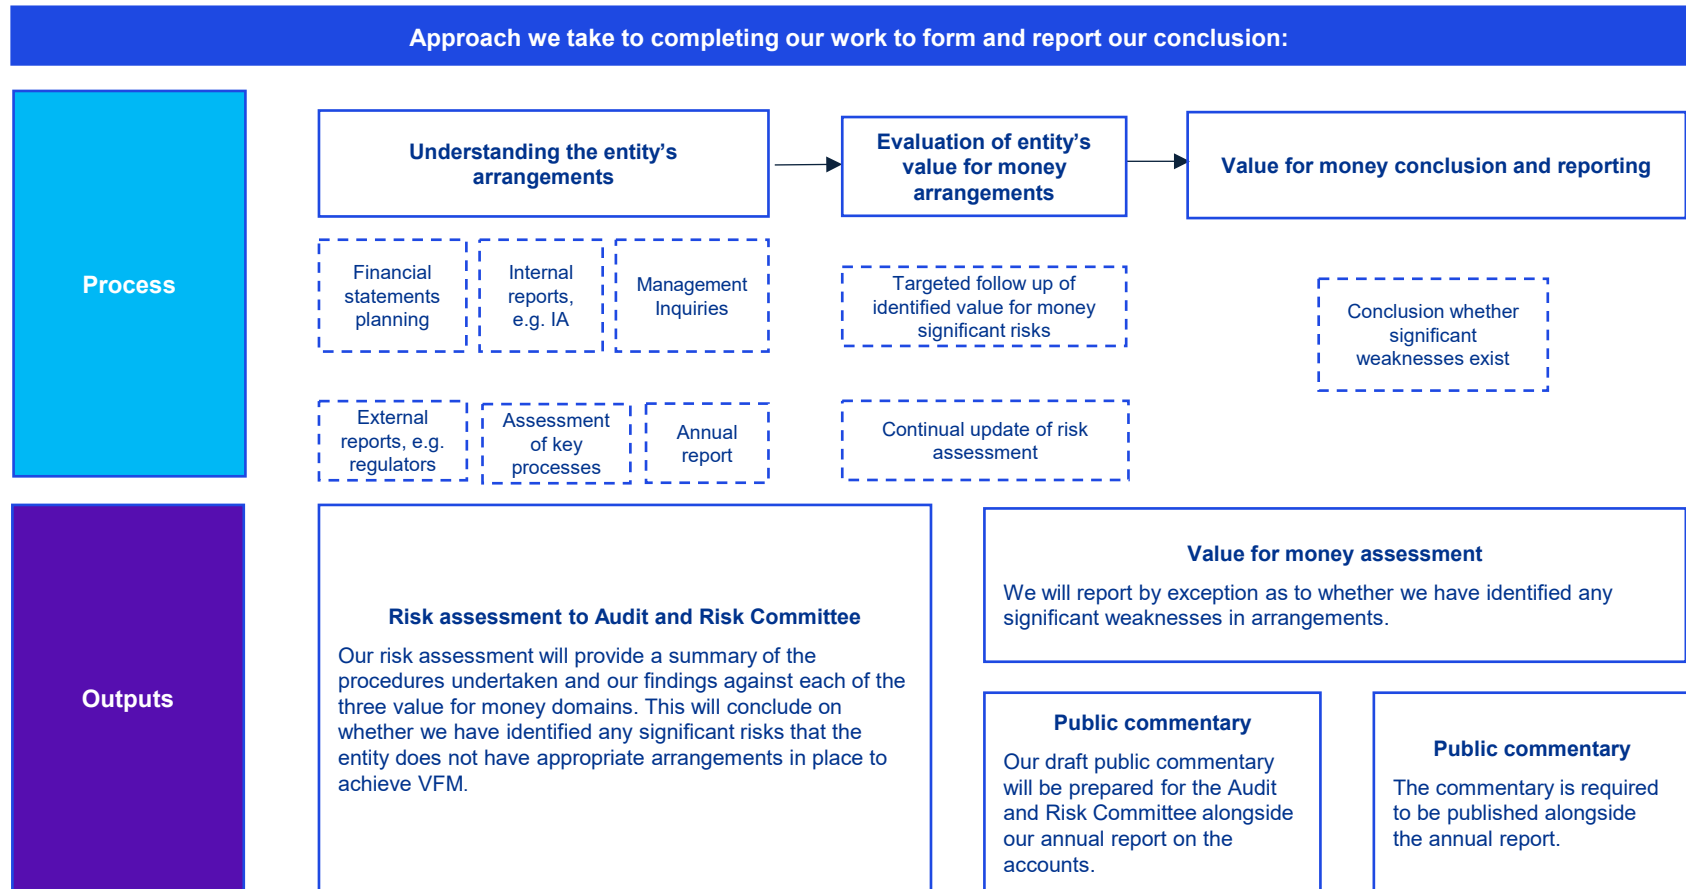 Approach we take to completing our work to form and report our conclusion:
Process
Understanding the entity’s
arrangements
Evaluation of entity’s
value for money
arrangements
Value for money conclusion and reporting
Financial
statements
planning
Internal
reports,
e.g. IA
Management
Inquiries
Targeted follow up of
identified value for money
significant risks
Conclusion whether
significant
weaknesses exist
External
reports, e.g.
regulators
Assessment
of key
processes
Annual
report
Continual update of risk
assessment
Outputs
Risk assessment to Audit and Risk Committee
Our risk assessment will provide a summary of the
procedures undertaken and our findings against each of the
three value for money domains. This will conclude on
whether we have identified any significant risks that the
entity does not have appropriate arrangements in place to
achieve VFM.
Value for money assessment
We will report by exception as to whether we have identified any
significant weaknesses in arrangements.
Public commentary
Our draft public commentary
will be prepared for the Audit
and Risk Committee alongside
our annual report on the
accounts.
Public commentary
The commentary is required
to be published alongside
the annual report.